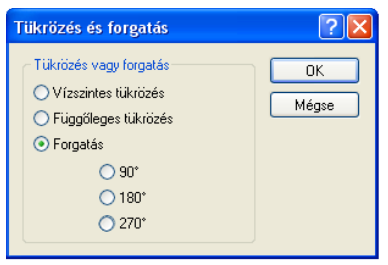 Tükrözés és forgatás
Tükrözés vagy forgatás
Vízszintes tükrözés
Függőleges tükrözés
Forgatás
90°
180°
270°
OK
Mégse